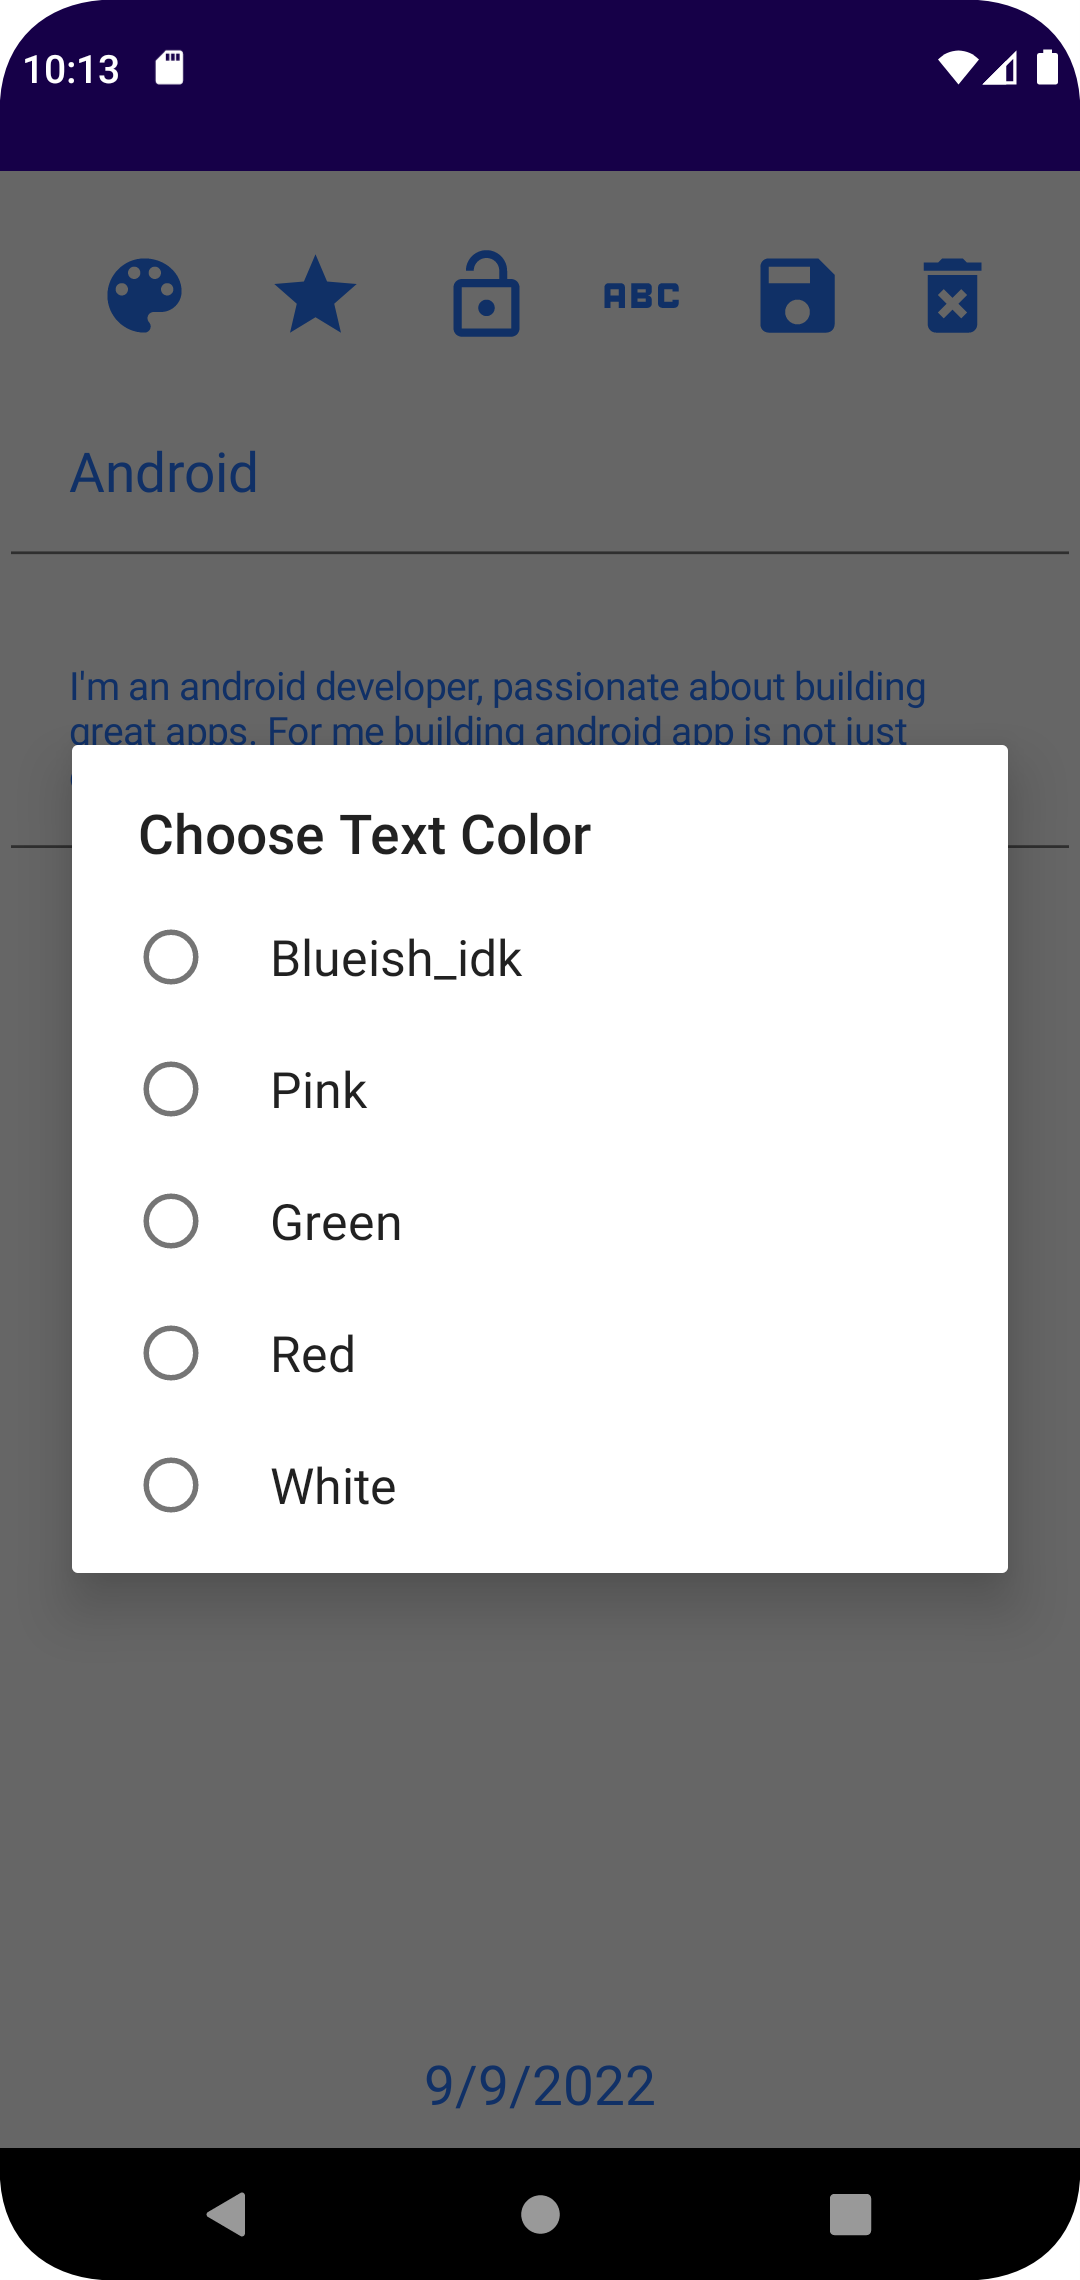 10:13
ABC
Android
I'm an android developer, passionate about building
great apps. For me building android app is not just
Choose Text Color
Blueish_idk
Pink
Green
Red
White
9/9/2022